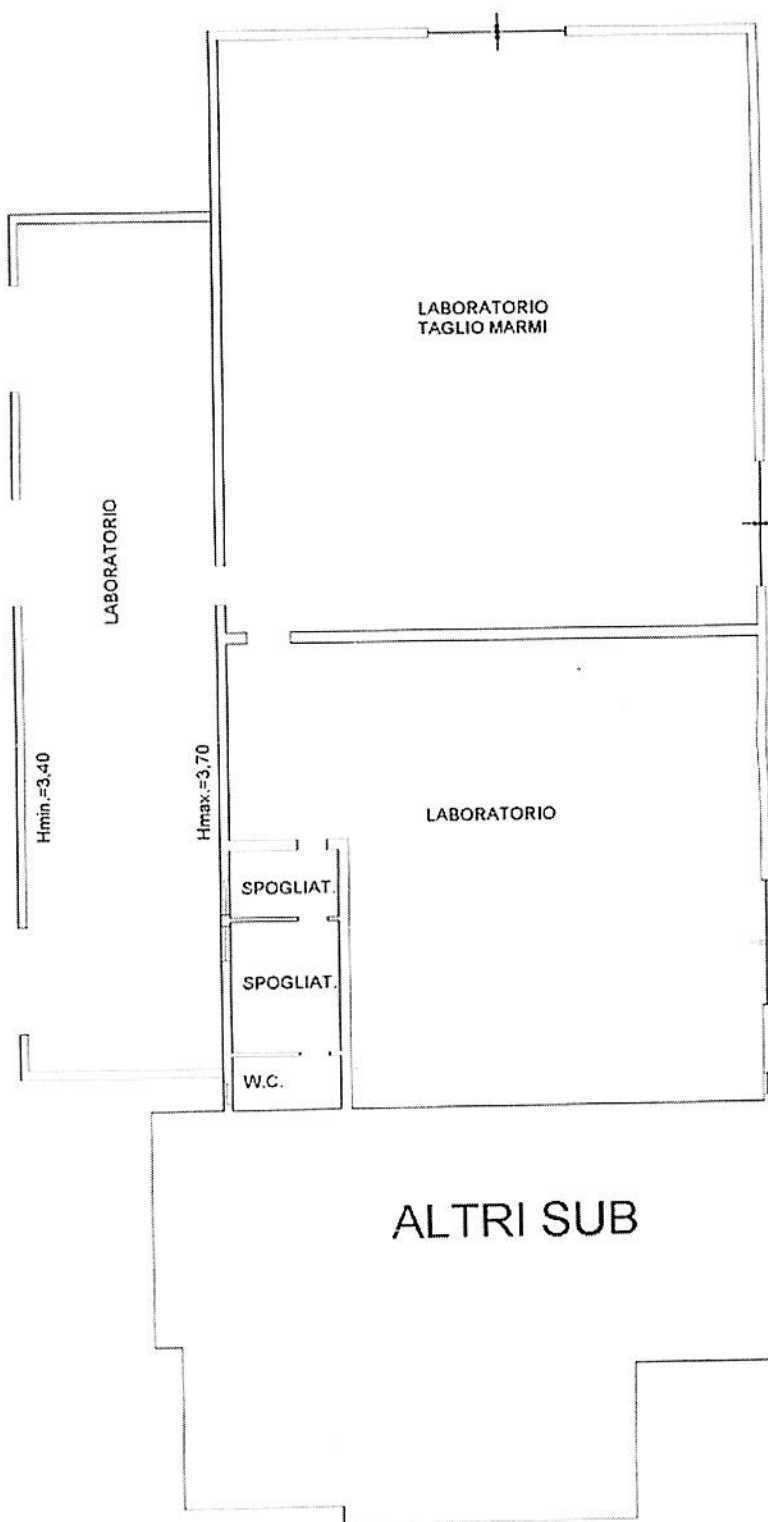 LABORATORIO
TAGLIO MARMI
LABORATORIO
Hmin.=3,40
Hmax.=3,70
LABORATORIO
SPOGLIAT.
SPOGLIAT.
W.C.
ALTRI SUB